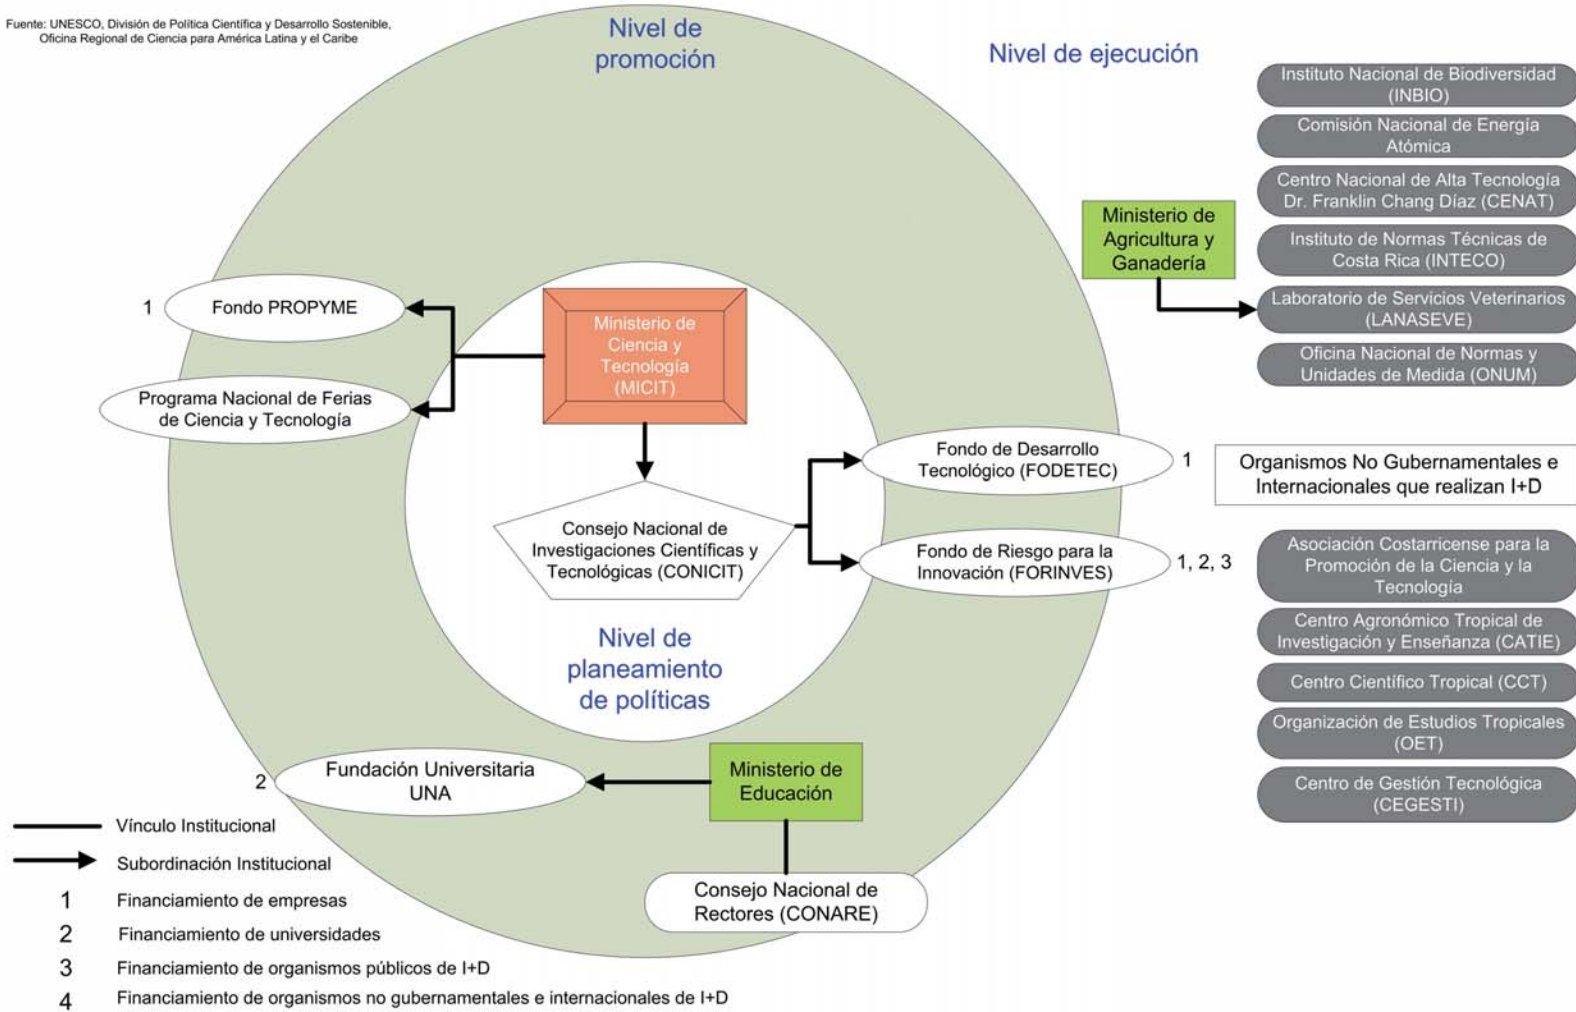 Fuente: UNESCO, División de Política Científica y Desarrollo Sostenible,
Oficina Regional de Ciencia para América Latina y el Caribe
Nivel de
promoción
Nivel de ejecución
Instituto Nacional de Biodiversidad
(INBIO)
Comisión Nacional de Energía
Atómica
Centro Nacional de Alta Tecnología
Dr. Franklin Chang Díaz (CENAT)
Ministerio de
Agricultura y
Ganadería
Instituto de Normas Técnicas de
Costa Rica (INTECO)
Laboratorio de Servicios Veterinarios
(LANASEVE)
Oficina Nacional de Normas y
Unidades de Medida (ONUM)
1
Fondo PROPYME
Programa Nacional de Ferias
de Ciencia y Tecnología
Ministerio de
Ciencia y
Tecnología
(MICIT)
Consejo Nacional de
Investigaciones Científicas y
Tecnológicas (CONICIT)
Fondo de Desarrollo
Tecnológico (FODETEC)
1
Fondo de Riesgo para la
Innovación (FORINVES)
1, 2, 3
Organismos No Gubernamentales e
Internacionales que realizan I+D
Asociación Costarricense para la
Promoción de la Ciencia y la
Tecnología
Centro Agronómico Tropical de
Investigación y Enseñanza (CATIE)
Centro Científico Tropical (CCT)
Organización de Estudios Tropicales
(OET)
Centro de Gestión Tecnológica
(CEGESTI)
Nivel de
planeamiento
de políticas
2
Fundación Universitaria
UNA
Ministerio de
Educación
Consejo Nacional de
Rectores (CONARE)
Vínculo Institucional
Subordinación Institucional
1 Financiamiento de empresas
2 Financiamiento de universidades
3 Financiamiento de organismos públicos de I+D
4 Financiamiento de organismos no gubernamentales e internacionales de I+D